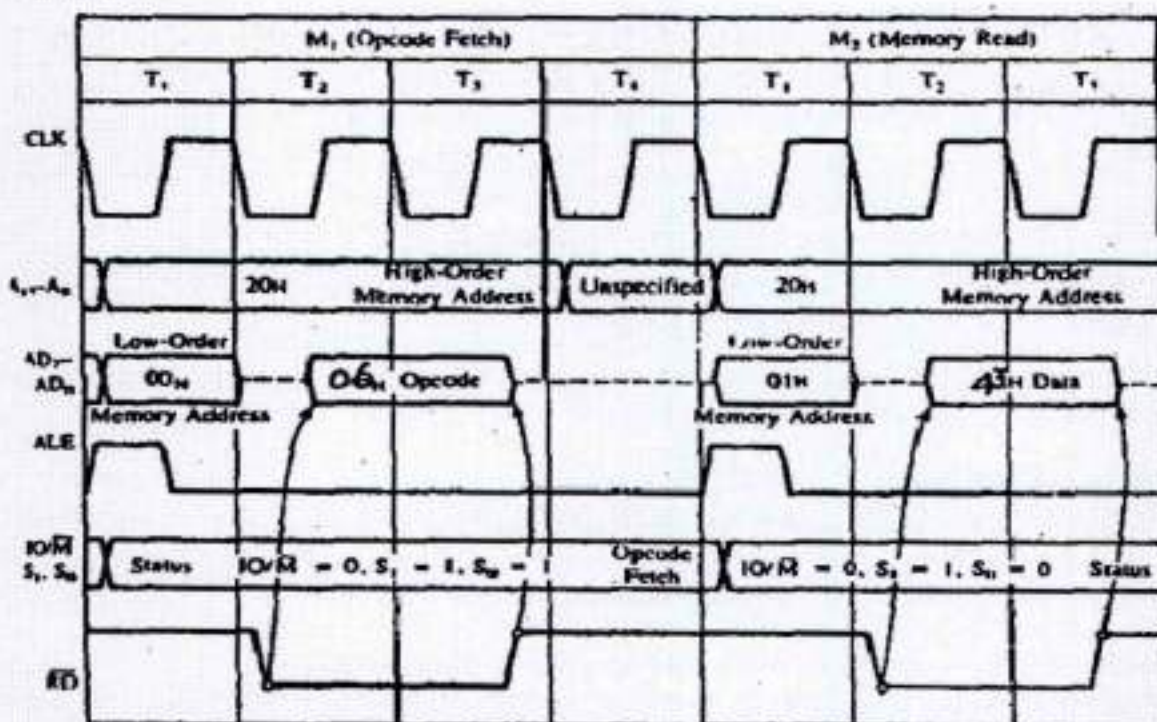 M₁ (Opcode Fetch) M₂ (Memory Read)
T₁ T₂ T₃ T₄ T₁ T₂ T₃
CLK
20H High-Order Memory Address Unspecified 20H High-Order Memory Address
Low-Order Low-Order
AD₇– AD₀ 00H 06H Opcode 01H 43H Data
Memory Address Memory Address
ALE
IO/M̅ S₁, S₀ Status IO/M̅ = 0, S₁ = 1, S₀ = 1 Opcode Fetch IO/M̅ = 0, S₁ = 1, S₀ = 0 Status
R̅D̅